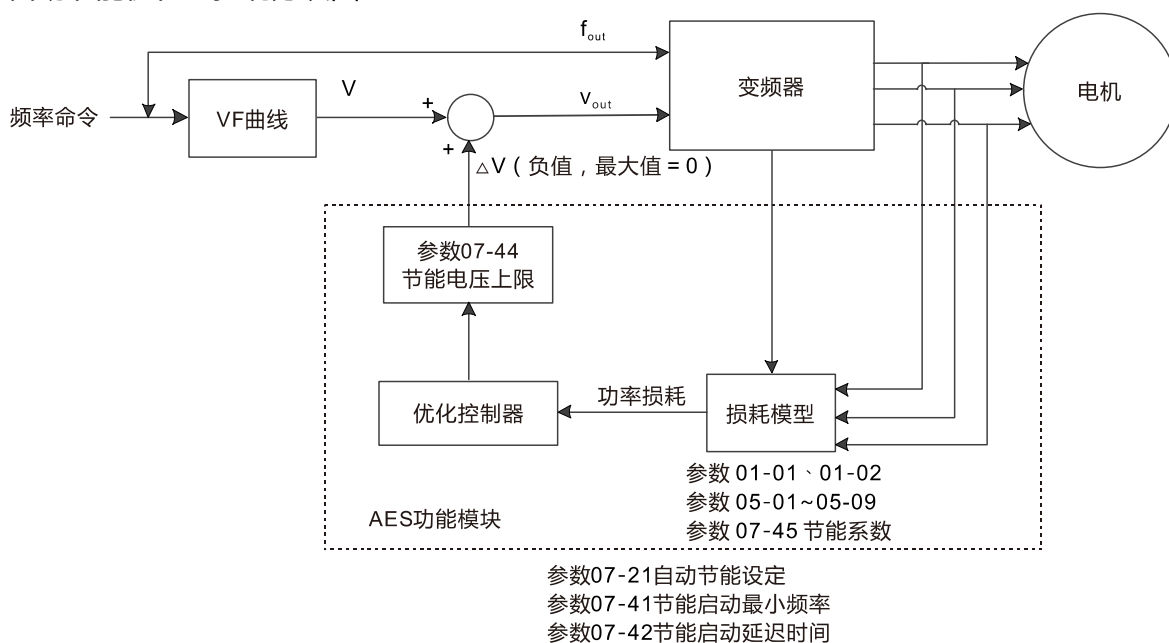 f out
变频器
电机
频率命令
VF曲线
V
+
V out
+
△V（负值，最大值=0）
参数07-44
节能电压上限
优化控制器
功率损耗
损耗模型
参数 01-01、01-02
参数 05-01~05-09
参数 07-45 节能系数
AES功能模块
参数07-21自动节能设定
参数07-41节能启动最小频率
参数07-42节能启动延迟时间